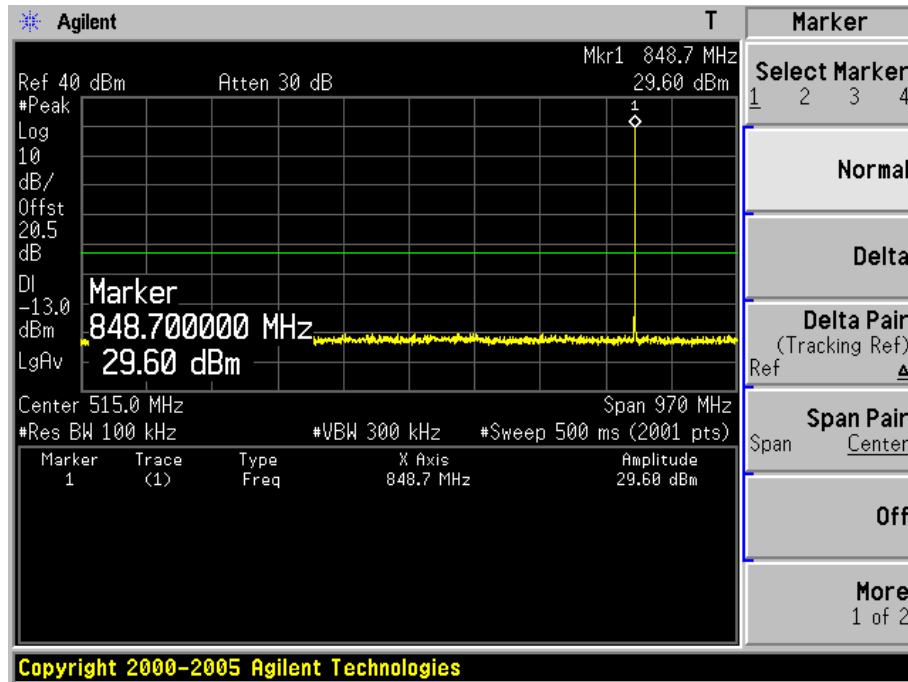 Agilent T
Marker
Mkr1 848.7 MHz
Ref 40 dBm Atten 30 dB 29.60 dBm
#Peak
Log
10
dB/
Offst
20.5
dB
DI
-13.0
dBm
LgAv
1
Marker
848.700000 MHz
29.60 dBm
Center 515.0 MHz Span 970 MHz
#Res BW 100 kHz #VBW 300 kHz #Sweep 500 ms (2001 pts)
Marker Trace Type X Axis Amplitude
1 (1) Freq 848.7 MHz 29.60 dBm
Select Marker
1 2 3 4
Normal
Delta
Delta Pair
(Tracking Ref)
Ref Δ
Span Pair
Span Center
Off
More
1 of 2
Copyright 2000-2005 Agilent Technologies